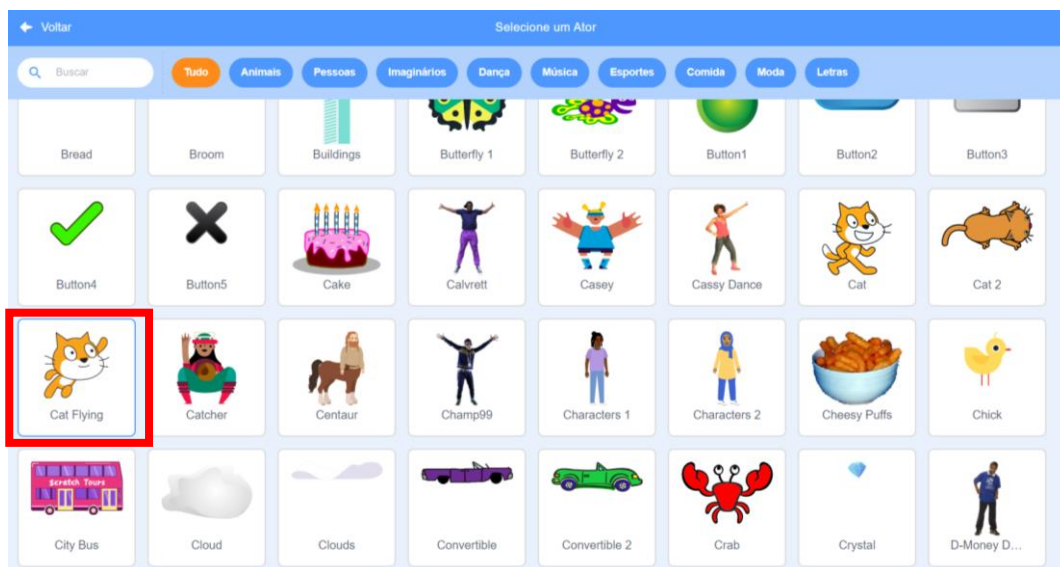 Voltar
Selecione um Ator
Buscar
Tudo
Animais
Pessoas
Imaginários
Dança
Música
Esportes
Comida
Moda
Letras
Bread
Broom
Buildings
Butterfly 1
Butterfly 2
Button1
Button2
Button3
Button4
Button5
Cake
Calvrett
Casey
Cassy Dance
Cat
Cat 2
Cat Flying
Catcher
Centaur
Champ99
Characters 1
Characters 2
Cheesy Puffs
Chick
Scratch Tours
City Bus
Cloud
Clouds
Convertible
Convertible 2
Crab
Crystal
D-Money D...